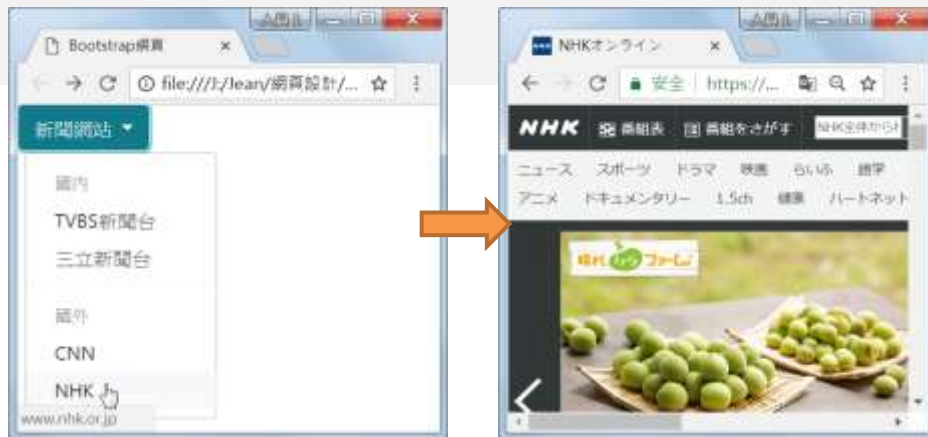 Bootstrap網頁
file:///I:/lean/網頁設計/...
新聞網站
國內
TVBS新聞台
三立新聞台
國外
CNN
NHK
www.nhk.or.jp
NHKオンライン
安全 https://...
NHK 番組表 番組をさがす NHK全体から
ニュース スポーツ ドラマ 映画 らいふ 語学
アニメ ドキュメンタリー 1.5ch 健康 ハートネット
晴れ ファーム